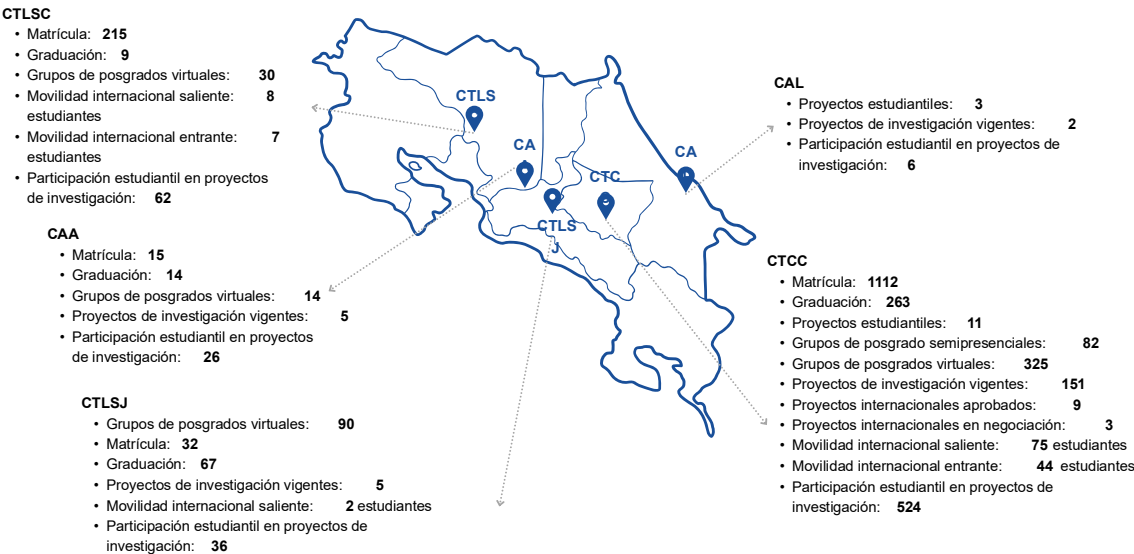 CTLSC
• Matrícula: 215
• Graduación: 9
• Grupos de posgrados virtuales: 30
• Movilidad internacional saliente: 8
estudiantes
• Movilidad internacional entrante: 7
estudiantes
• Participación estudiantil en proyectos
de investigación: 62
CAA
• Matrícula: 15
• Graduación: 14
• Grupos de posgrados virtuales: 14
• Proyectos de investigación vigentes: 5
• Participación estudiantil en proyectos
de investigación: 26
CTLSJ
• Grupos de posgrados virtuales: 90
• Matrícula: 32
• Graduación: 67
• Proyectos de investigación vigentes: 5
• Movilidad internacional saliente: 2 estudiantes
• Participación estudiantil en proyectos de
investigación: 36
CTLS
CA
CTLS
J
CTC
CA
CAL
• Proyectos estudiantiles: 3
• Proyectos de investigación vigentes: 2
• Participación estudiantil en proyectos de
investigación: 6
CTCC
• Matrícula: 1112
• Graduación: 263
• Proyectos estudiantiles: 11
• Grupos de posgrado semipresenciales: 82
• Grupos de posgrados virtuales: 325
• Proyectos de investigación vigentes: 151
• Proyectos internacionales aprobados: 9
• Proyectos internacionales en negociación: 3
• Movilidad internacional saliente: 75 estudiantes
• Movilidad internacional entrante: 44 estudiantes
• Participación estudiantil en proyectos de
investigación: 524